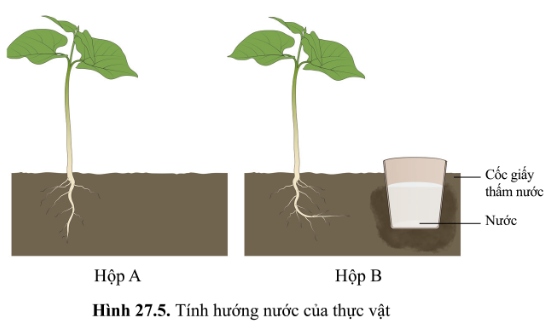 Cốc giấy
thấm nước
Nước
Hộp A
Hộp B
Hình 27.5. Tính hướng nước của thực vật